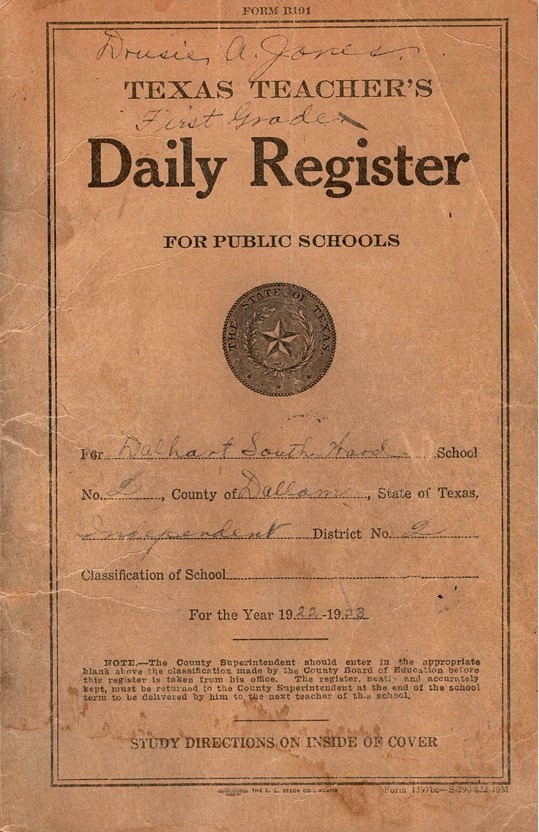 FORM B191
Drusie A. Jones
TEXAS TEACHER'S
First Grade
Daily Register
FOR PUBLIC SCHOOLS
THE STATE OF TEXAS
For Dalhart South Ward School
No. 2, County of Dallam, State of Texas,
Independent District No. 2
Classification of School
For the Year 1922-1923
NOTE.—The County Superintendent should enter in the appropriate
blank above the classification made by the County Board of Education before
this register is taken from his office. The register, neatly and accurately
kept, must be returned to the County Superintendent at the end of the school
term to be delivered by him to the next teacher of this school.
STUDY DIRECTIONS ON INSIDE OF COVER
THE E. L. STECK CO., AUSTIN
Form